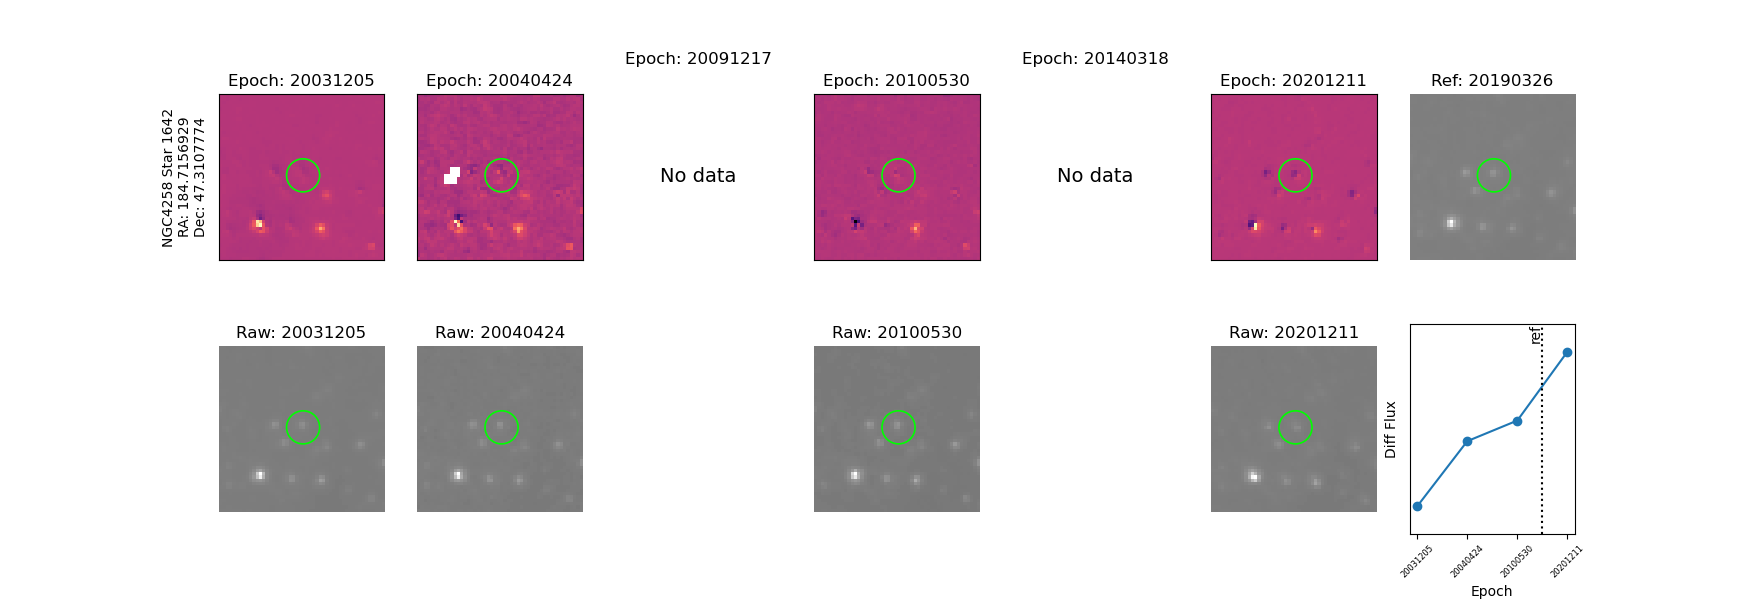 Epoch: 20091217
Epoch: 20140318
Epoch: 20031205
Epoch: 20040424
Epoch: 20100530
Epoch: 20201211
Ref: 20190326
NGC4258 Star 1642
RA: 184.7156929
Dec: 47.3107774
No data
No data
Raw: 20031205
Raw: 20040424
Raw: 20100530
Raw: 20201211
ref
Diff Flux
20031205
20040424
20100530
20201211
Epoch